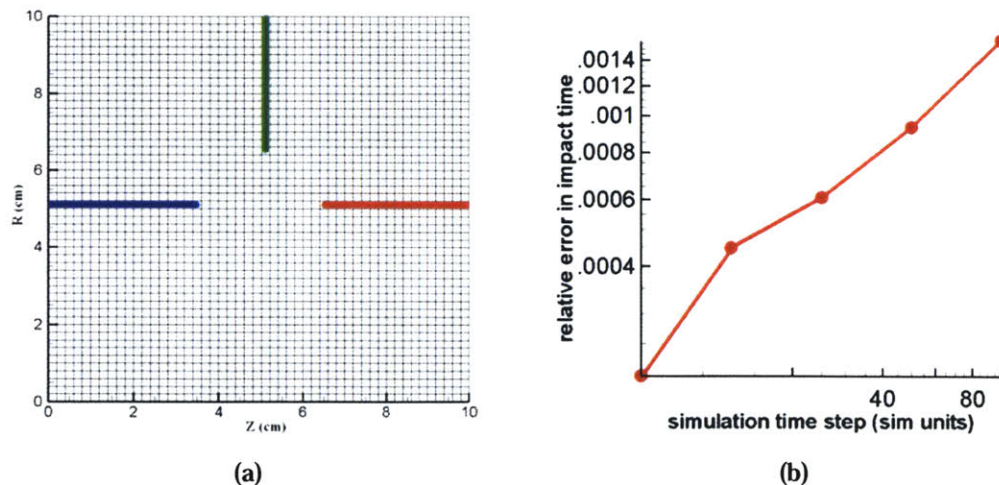 10
8
6
4
2
0
R (cm)
0 2 4 6 8 10
Z (cm)
(a)
.0014
.0012
.001
.0008
.0006
.0004
relative error in impact time
40 80
simulation time step (sim units)
(b)